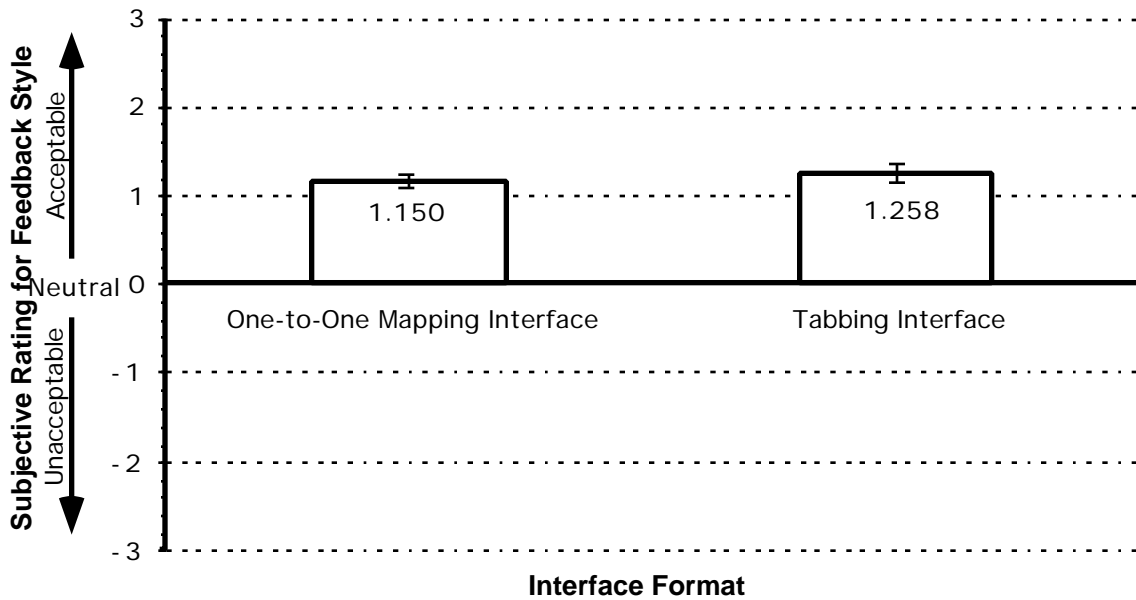 Subjective Rating for Feedback Style
Acceptable
Neutral
Unacceptable
3
2
1
0
-1
-2
-3
1.150
1.258
One-to-One Mapping Interface
Tabbing Interface
Interface Format